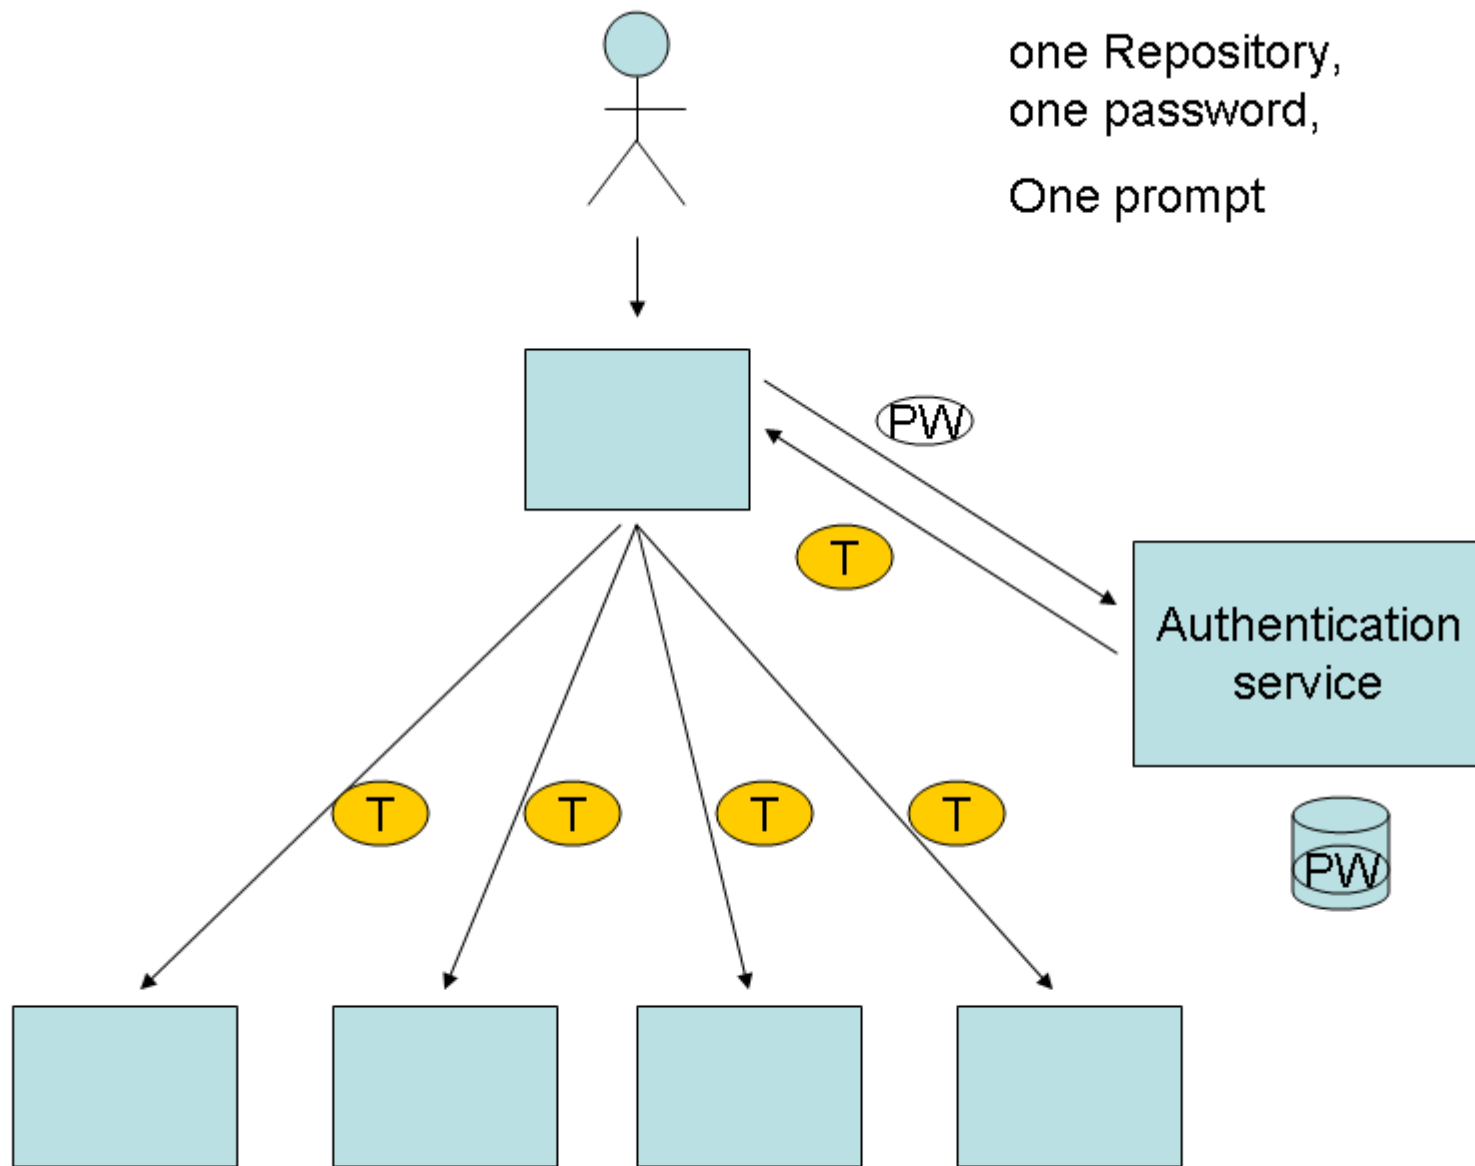 one Repository,
one password,
One prompt
PW
T
Authentication
service
T
T
T
T
PW